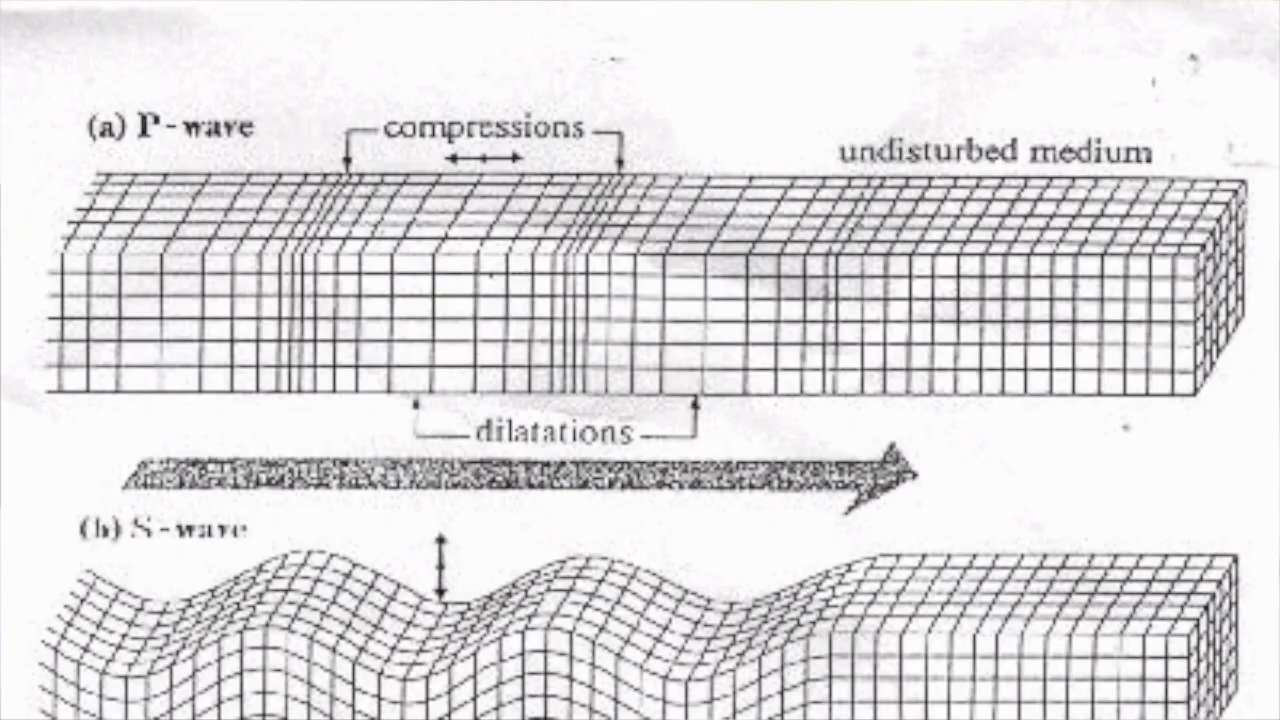 (a) P-wave
compressions
undisturbed medium
dilatations
(b) S-wave